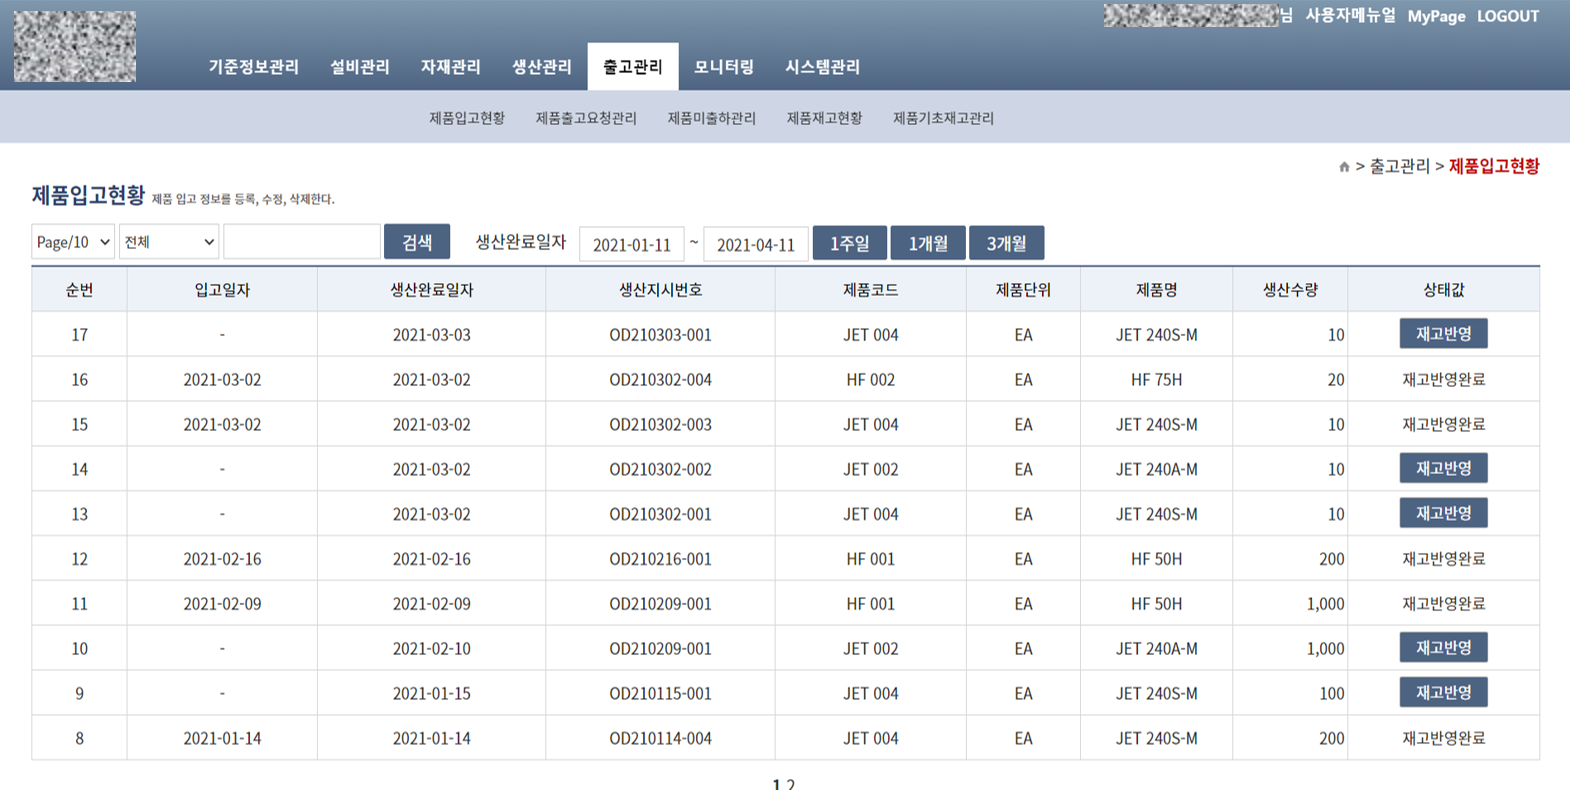 님 사용자메뉴얼 MyPage LOGOUT
기준정보관리 설비관리 자재관리 생산관리 출고관리 모니터링 시스템관리
제품입고현황 제품출고요청관리 제품미출하관리 제품재고현황 제품기초재고관리
> 출고관리 > 제품입고현황
제품입고현황 제품 입고 정보를 등록, 수정, 삭제한다.
Page/10 전체 검색 생산완료일자 2021-01-11 ~ 2021-04-11 1주일 1개월 3개월
순번 입고일자 생산완료일자 생산지시번호 제품코드 제품단위 제품명 생산수량 상태값
17 - 2021-03-03 OD210303-001 JET 004 EA JET 240S-M 10 재고반영
16 2021-03-02 2021-03-02 OD210302-004 HF 002 EA HF 75H 20 재고반영완료
15 2021-03-02 2021-03-02 OD210302-003 JET 004 EA JET 240S-M 10 재고반영완료
14 - 2021-03-02 OD210302-002 JET 002 EA JET 240A-M 10 재고반영
13 - 2021-03-02 OD210302-001 JET 004 EA JET 240S-M 10 재고반영
12 2021-02-16 2021-02-16 OD210216-001 HF 001 EA HF 50H 200 재고반영완료
11 2021-02-09 2021-02-09 OD210209-001 HF 001 EA HF 50H 1,000 재고반영완료
10 - 2021-02-10 OD210209-001 JET 002 EA JET 240A-M 1,000 재고반영
9 - 2021-01-15 OD210115-001 JET 004 EA JET 240S-M 100 재고반영
8 2021-01-14 2021-01-14 OD210114-004 JET 004 EA JET 240S-M 200 재고반영완료
1 2